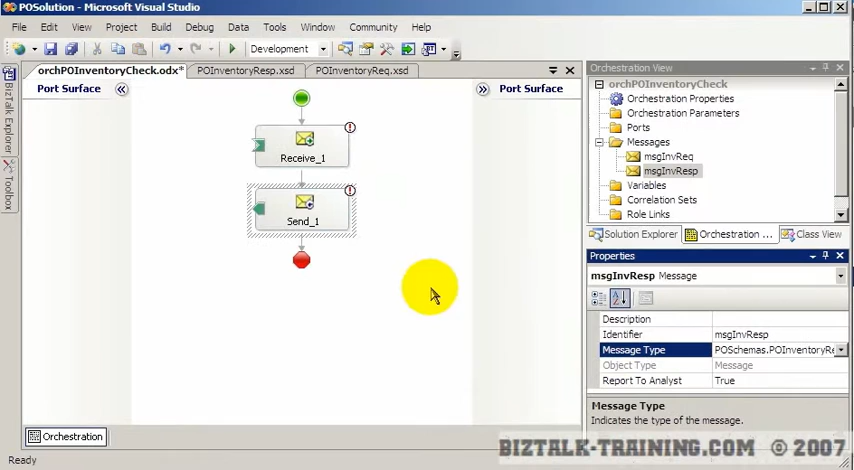 POSolution - Microsoft Visual Studio
File Edit View Project Build Debug Data Tools Window Community Help
Development
orchPOInventoryCheck.odx* POInventoryResp.xsd POInventoryReq.xsd
Port Surface
Port Surface
BizTalk Explorer
Toolbox
Receive_1
Send_1
Orchestration
Orchestration View
orchPOInventoryCheck
Orchestration Properties
Orchestration Parameters
Ports
Messages
msgInvReq
msgInvResp
Variables
Correlation Sets
Role Links
Solution Explorer Orchestration ... Class View
Properties
msgInvResp Message
Description
Identifier msgInvResp
Message Type POSchemas.POInventoryRe
Object Type Message
Report To Analyst True
Message Type
Indicates the type of the message.
Ready
BIZTALK-TRAINING.COM © 2007